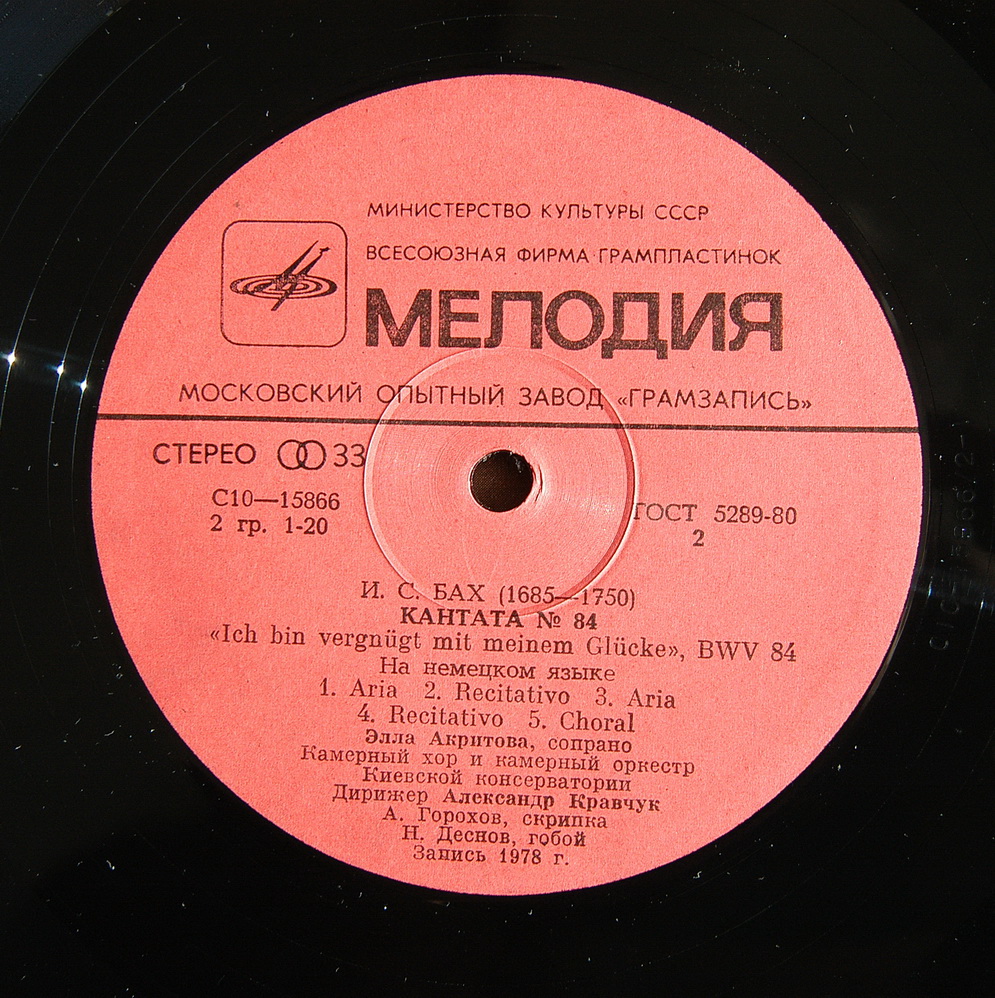 МИНИСТЕРСТВО КУЛЬТУРЫ СССР
ВСЕСОЮЗНАЯ ФИРМА ГРАМПЛАСТИНОК
МЕЛОДИЯ
МОСКОВСКИЙ ОПЫТНЫЙ ЗАВОД «ГРАМЗАПИСЬ»
СТЕРЕО 33
С10—15866
2 гр. 1-20
ГОСТ 5289-80
2
И. С. БАХ (1685—1750)
КАНТАТА № 84
«Ich bin vergnügt mit meinem Glücke», BWV 84
На немецком языке
1. Aria 2. Recitativo 3. Aria
4. Recitativo 5. Choral
Элла Акритова, сопрано
Камерный хор и камерный оркестр
Киевской консерватории
Дирижер Александр Кравчук
А. Горохов, скрипка
Н. Деснов, гобой
Запись 1978 г.